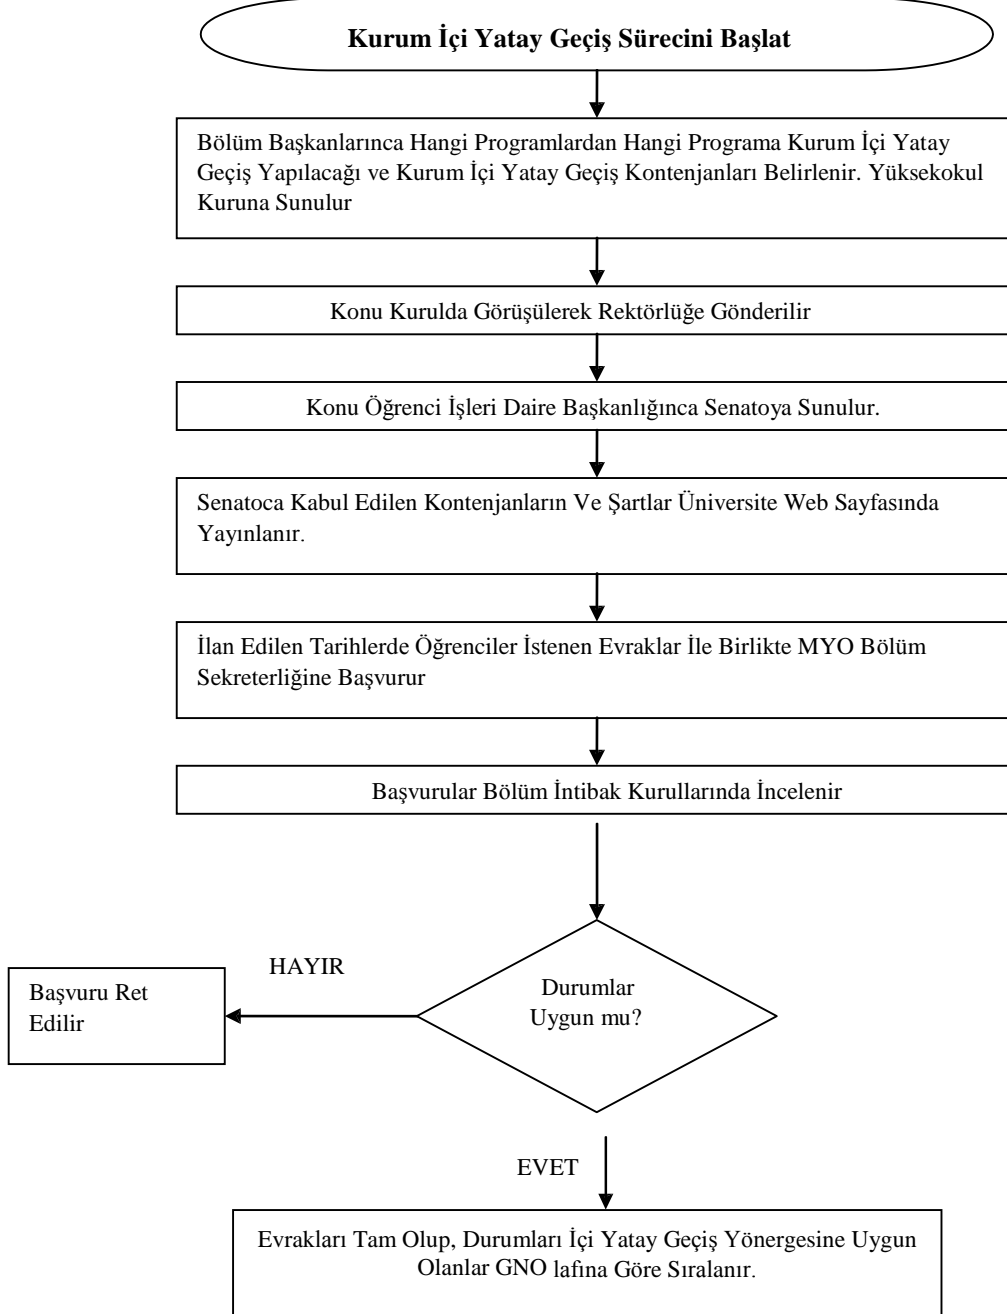 Kurum İçi Yatay Geçiş Sürecini Başlat
Bölüm Başkanlarınca Hangi Programlardan Hangi Programa Kurum İçi Yatay
Geçiş Yapılacağı ve Kurum İçi Yatay Geçiş Kontenjanları Belirlenir. Yüksekokul
Kuruna Sunulur
Konu Kurulda Görüşülerek Rektörlüğe Gönderilir
Konu Öğrenci İşleri Daire Başkanlığınca Senatoya Sunulur.
Senatoca Kabul Edilen Kontenjanların Ve Şartlar Üniversite Web Sayfasında
Yayınlanır.
İlan Edilen Tarihlerde Öğrenciler İstenen Evraklar İle Birlikte MYO Bölüm
Sekreterliğine Başvurur
Başvurular Bölüm İntibak Kurullarında İncelenir
Durumlar
Uygun mu?
HAYIR
Başvuru Ret
Edilir
EVET
Evrakları Tam Olup, Durumları İçi Yatay Geçiş Yönergesine Uygun
Olanlar GNO lafına Göre Sıralanır.